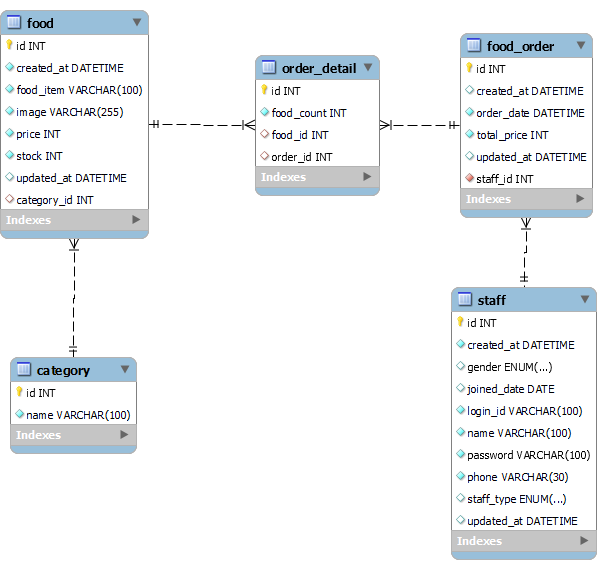 food
id INT
created_at DATETIME
food_item VARCHAR(100)
image VARCHAR(255)
price INT
stock INT
updated_at DATETIME
category_id INT
Indexes
order_detail
id INT
food_count INT
food_id INT
order_id INT
Indexes
food_order
id INT
created_at DATETIME
order_date DATETIME
total_price INT
updated_at DATETIME
staff_id INT
Indexes
category
id INT
name VARCHAR(100)
Indexes
staff
id INT
created_at DATETIME
gender ENUM(...)
joined_date DATE
login_id VARCHAR(100)
name VARCHAR(100)
password VARCHAR(100)
phone VARCHAR(30)
staff_type ENUM(...)
updated_at DATETIME
Indexes